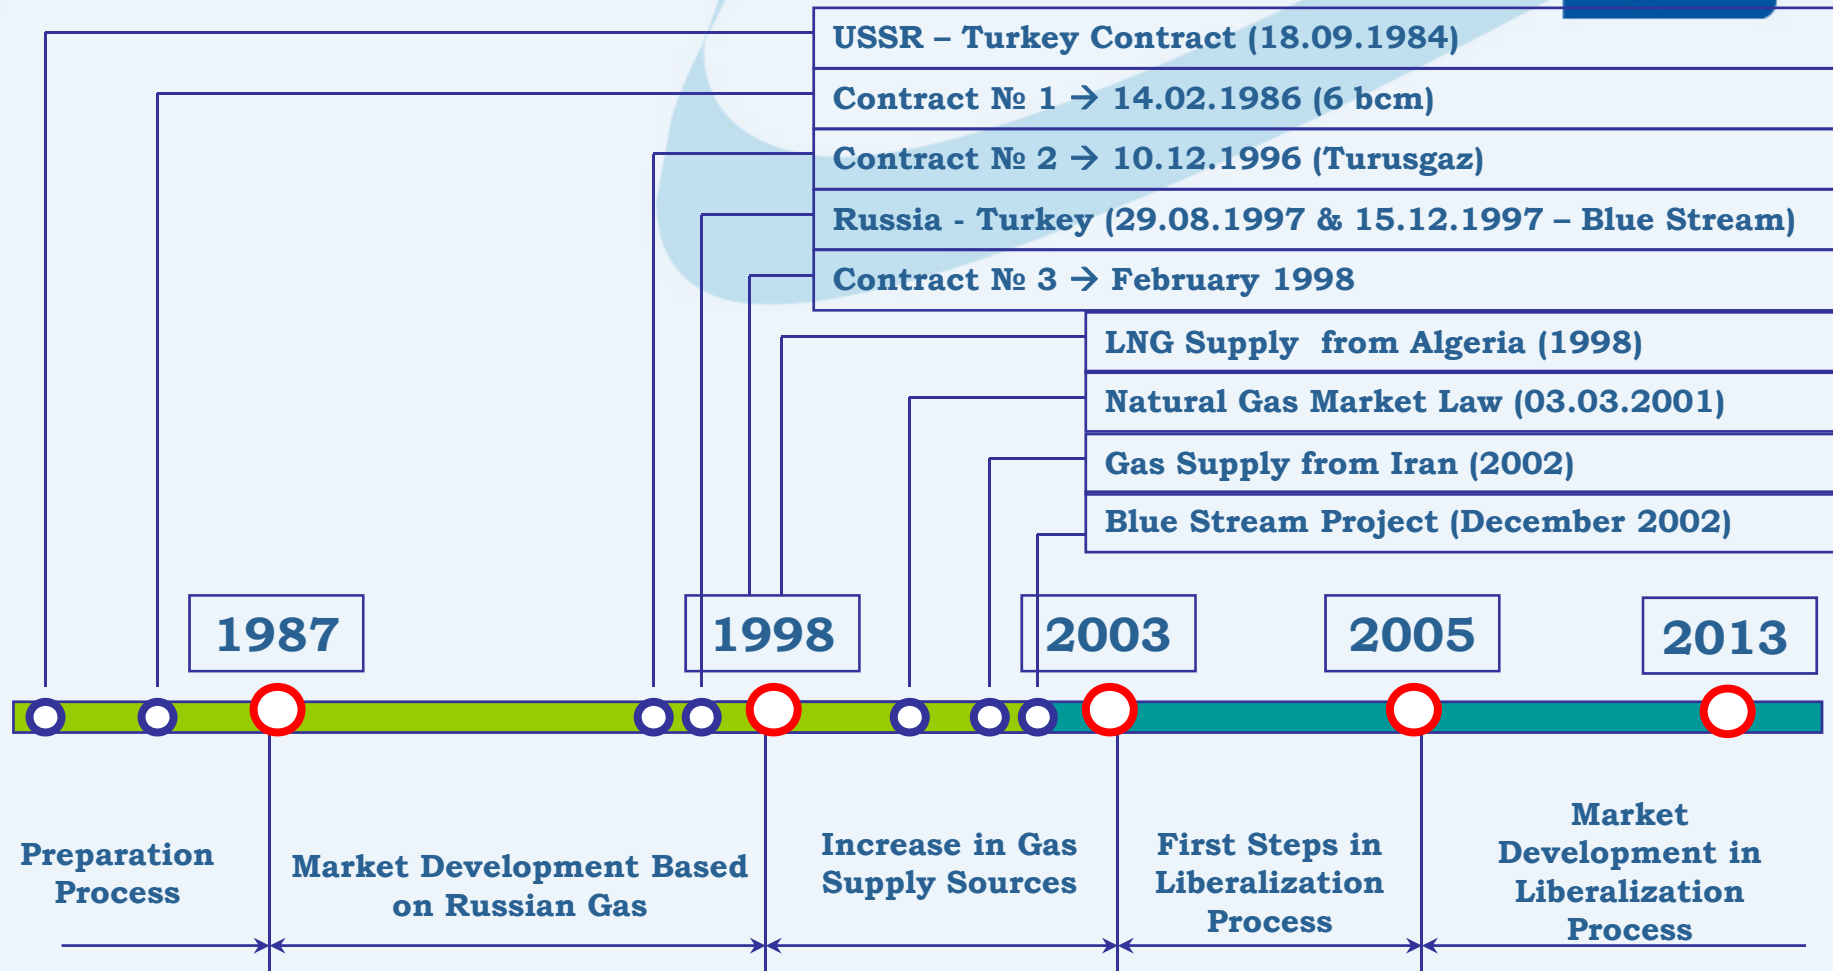 USSR – Turkey Contract (18.09.1984)
Contract № 1 → 14.02.1986 (6 bcm)
Contract № 2 → 10.12.1996 (Turusgaz)
Russia - Turkey (29.08.1997 & 15.12.1997 – Blue Stream)
Contract № 3 → February 1998
LNG Supply  from Algeria (1998)
Natural Gas Market Law (03.03.2001)
Gas Supply from Iran (2002)
Blue Stream Project (December 2002)
1987
1998
2003
2005
2013
Preparation
Process
Market Development Based
on Russian Gas
Increase in Gas
Supply Sources
First Steps in
Liberalization
Process
Market
Development in
Liberalization
Process